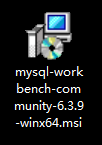 mysql-work
bench-com
munity-6.3.9
-winx64.msi